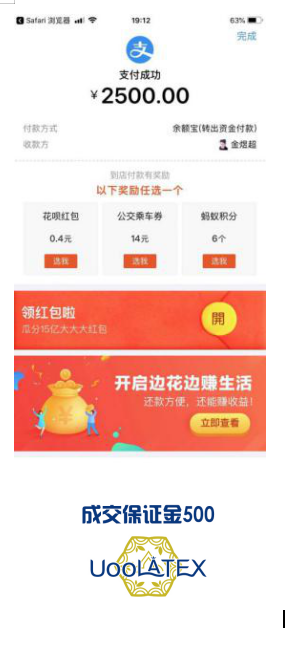 Safari 浏览器
19:12
63%
完成
支
支付成功
¥2500.00
付款方式
余额宝(转出资金付款)
收款方
金煜超
到店付款有奖励
以下奖励任选一个
花呗红包
公交乘车券
蚂蚁积分
0.4元
14元
6个
选我
选我
选我
领红包啦
瓜分15亿大大大红包
開
开启边花边赚生活
还款方便，还能赚收益！
立即查看
成交保证金500
UooLATEX